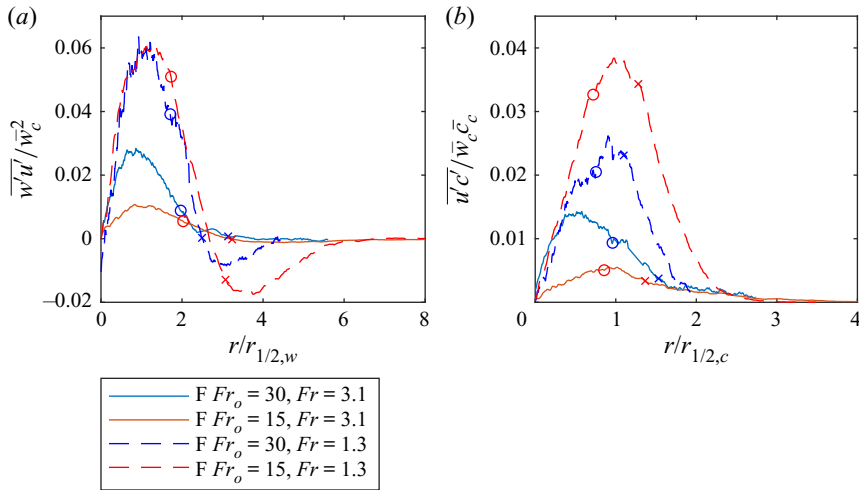 (a)
0.06
0.04
0.02
0
−0.02
w′u′/w̄c²
0 2 4 6 8
r/r1/2,w
(b)
0.04
0.03
0.02
0.01
u′c′/w̄c c̄c
0 1 2 3 4
r/r1/2,c
F Fro = 30, Fr = 3.1
F Fro = 15, Fr = 3.1
F Fro = 30, Fr = 1.3
F Fro = 15, Fr = 1.3